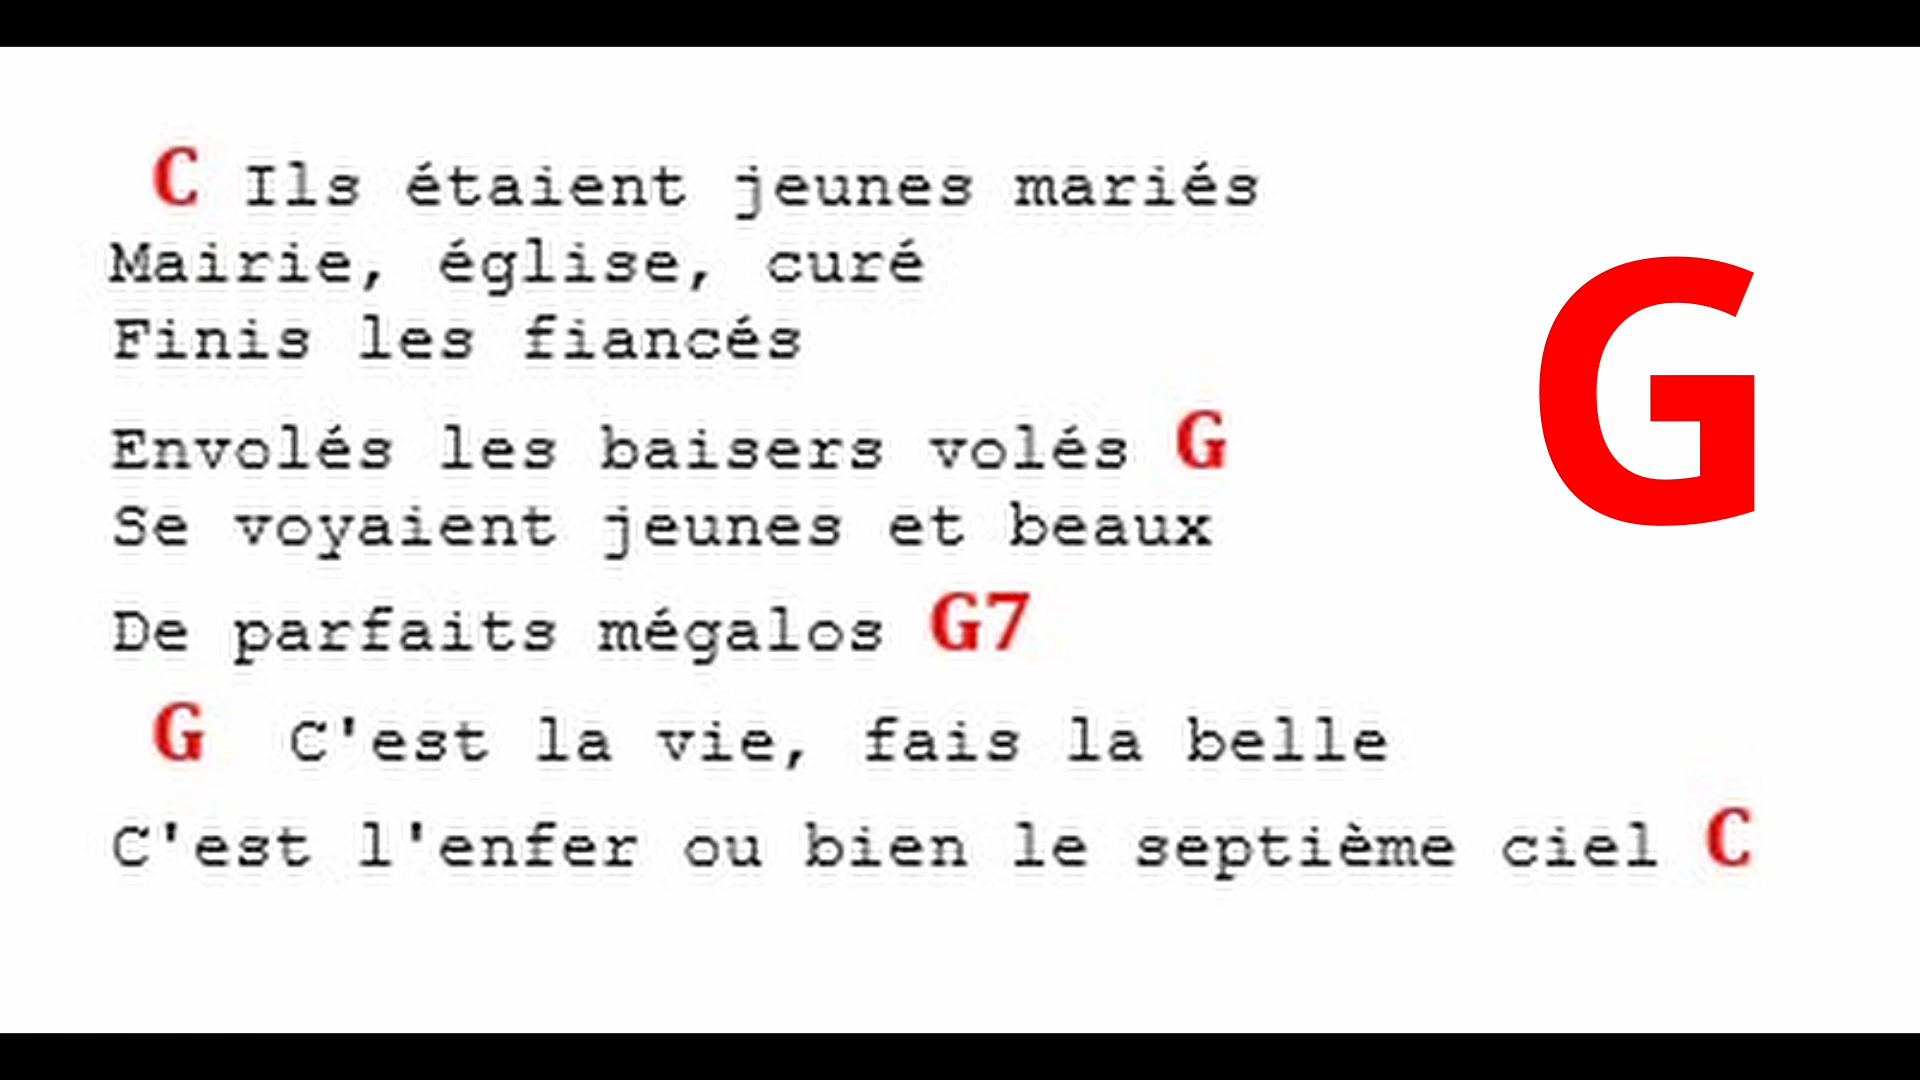 C Ils étaient jeunes mariés
Mairie, église, curé
Finis les fiancés
Envolés les baisers volés G
Se voyaient jeunes et beaux
De parfaits mégalos G7
G C'est la vie, fais la belle
C'est l'enfer ou bien le septième ciel C
G